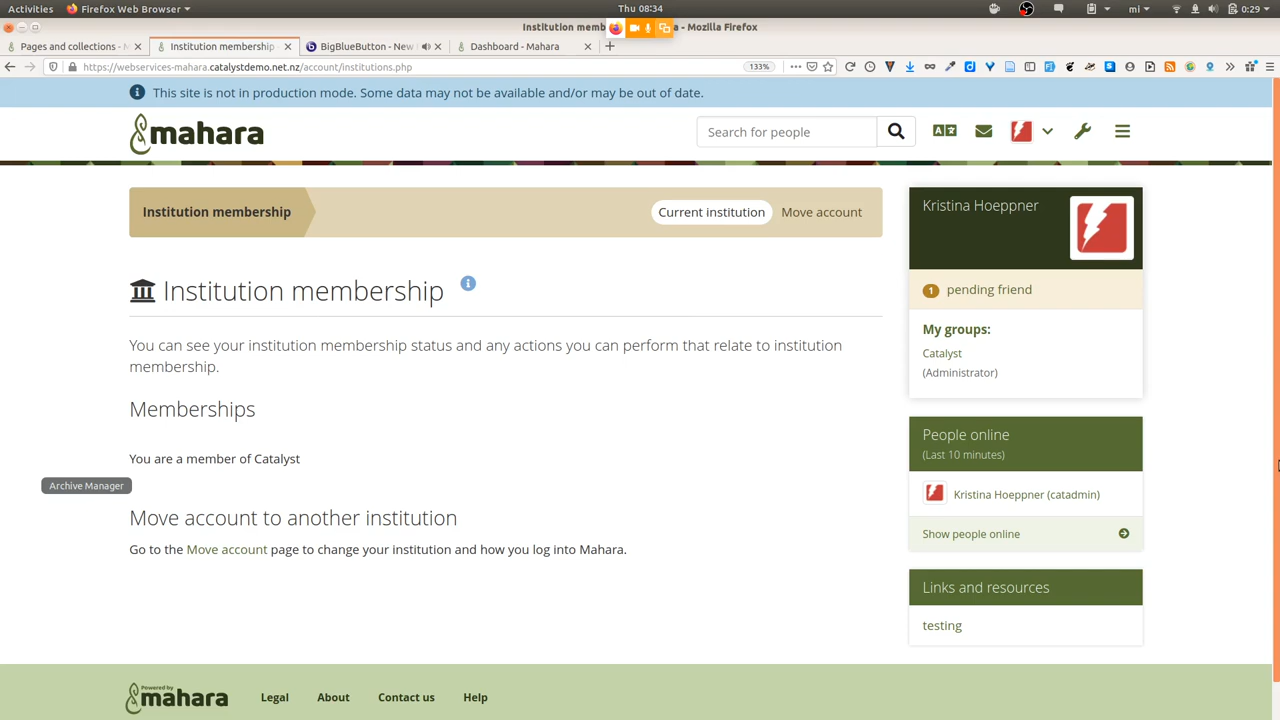 Activities
Firefox Web Browser
Thu 08:34
mi
0:29
Institution memb
a - Mozilla Firefox
Pages and collections -
Institution membership
BigBlueButton - New
Dashboard - Mahara
https://webservices-mahara.catalystdemo.net.nz/account/institutions.php
133%
This site is not in production mode. Some data may not be available and/or may be out of date.
mahara
Search for people
Institution membership
Current institution
Move account
Institution membership
You can see your institution membership status and any actions you can perform that relate to institution
membership.
Memberships
You are a member of Catalyst
Archive Manager
Move account to another institution
Go to the Move account page to change your institution and how you log into Mahara.
Kristina Hoeppner
1 pending friend
My groups:
Catalyst
(Administrator)
People online
(Last 10 minutes)
Kristina Hoeppner (catadmin)
Show people online
Links and resources
testing
Powered by
mahara
Legal
About
Contact us
Help